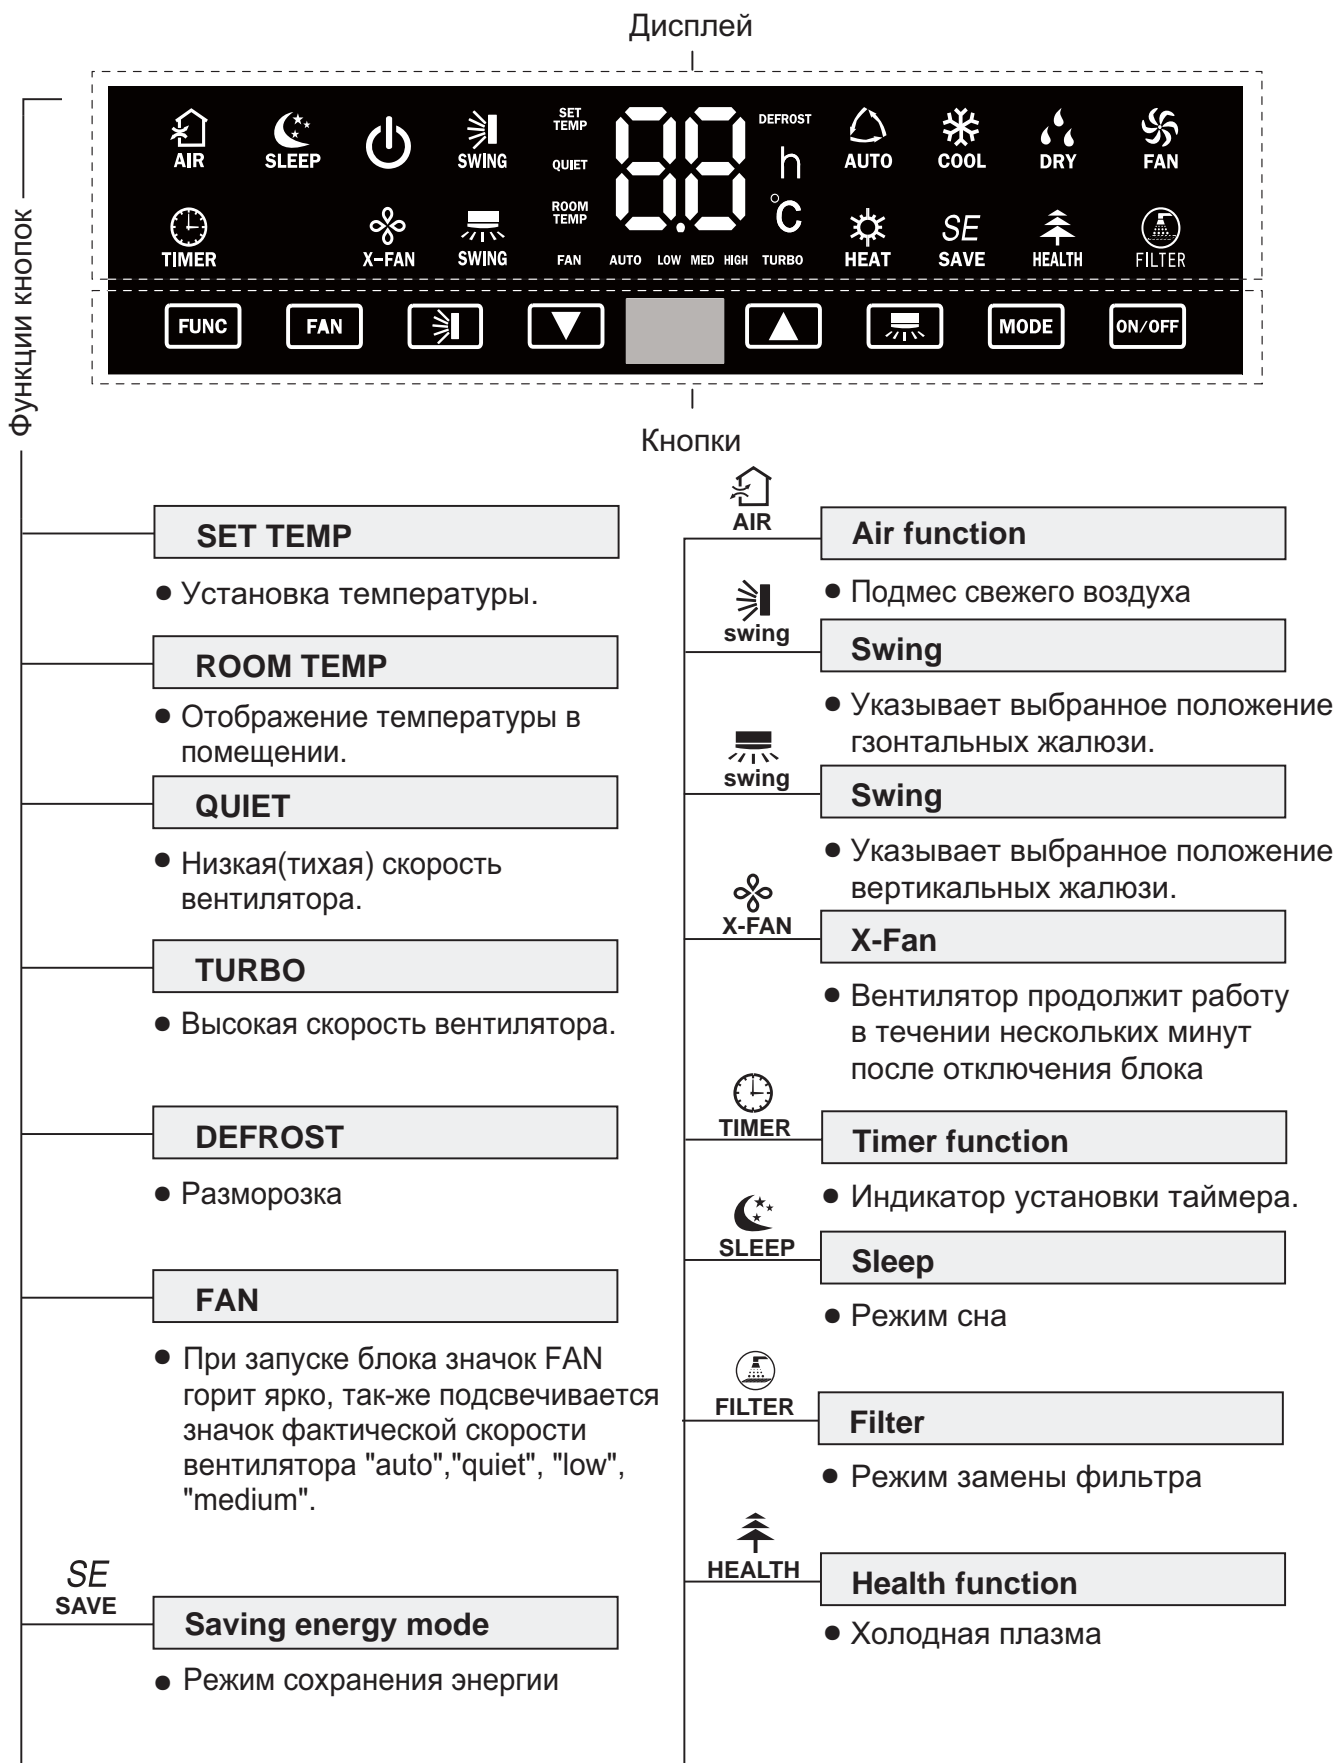 Дисплей
Функции кнопок
AIR
SLEEP
SWING
SET
TEMP
QUIET
ROOM
TEMP
88
DEFROST
h
°C
AUTO
COOL
DRY
FAN
TIMER
X-FAN
SWING
FAN
AUTO LOW MED HIGH TURBO
HEAT
SE
SAVE
HEALTH
FILTER
FUNC
FAN
MODE
ON/OFF
Кнопки
SET TEMP
● Установка температуры.
ROOM TEMP
● Отображение температуры в
помещении.
QUIET
● Низкая(тихая) скорость
вентилятора.
TURBO
● Высокая скорость вентилятора.
DEFROST
● Разморозка
FAN
● При запуске блока значок FAN
горит ярко, так-же подсвечивается
значок фактической скорости
вентилятора "auto","quiet", "low",
"medium".
SE
SAVE
Saving energy mode
● Режим сохранения энергии
AIR
Air function
● Подмес свежего воздуха
swing
Swing
● Указывает выбранное положение
гзонтальных жалюзи.
swing
Swing
● Указывает выбранное положение
вертикальных жалюзи.
X-FAN
X-Fan
● Вентилятор продолжит работу
в течении нескольких минут
после отключения блока
TIMER
Timer function
● Индикатор установки таймера.
SLEEP
Sleep
● Режим сна
FILTER
Filter
● Режим замены фильтра
HEALTH
Health function
● Холодная плазма